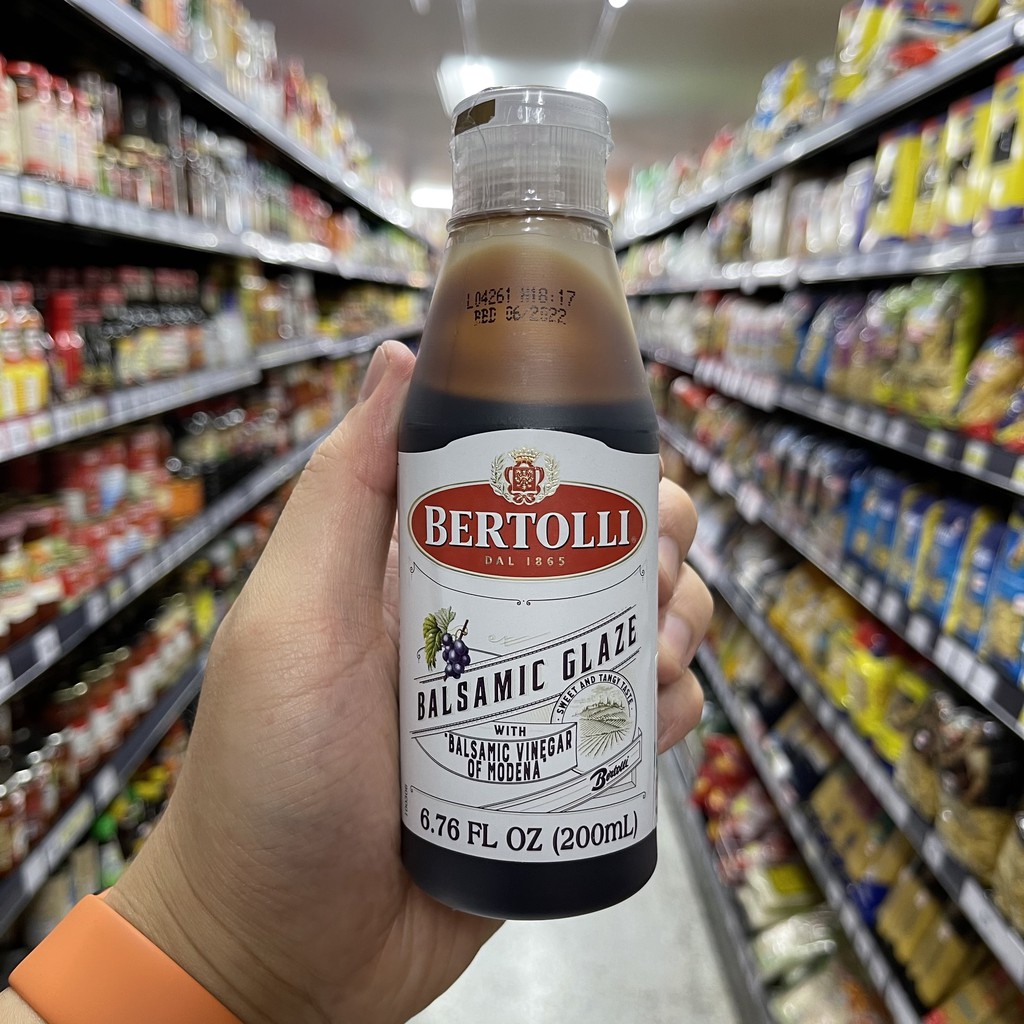 L04261 M18:17
BBD 06/2022
BERTOLLI
DAL 1865
BALSAMIC GLAZE
SWEET AND TANGY TASTE
WITH
'BALSAMIC VINEGAR
OF MODENA'
Bertolli
6.76 FL OZ (200mL)